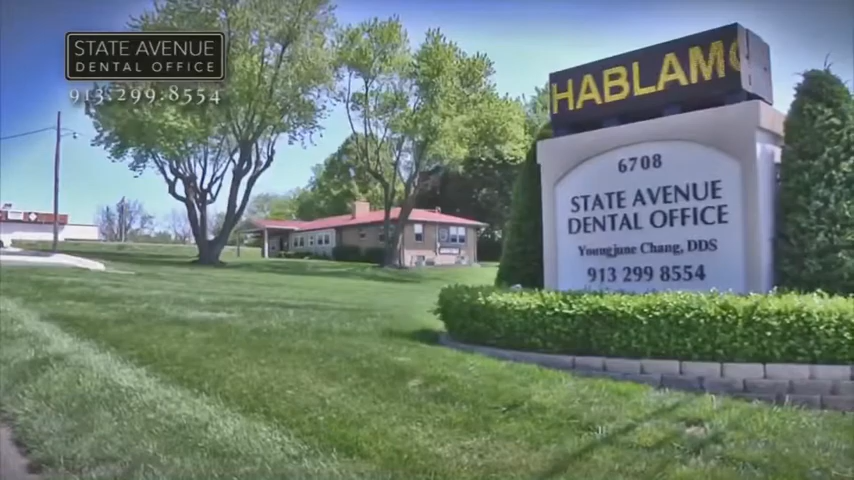 STATE AVENUE
DENTAL OFFICE
913.299.8554
HABLAMO
6708
STATE AVENUE
DENTAL OFFICE
Youngjune Chang, DDS
913 299 8554